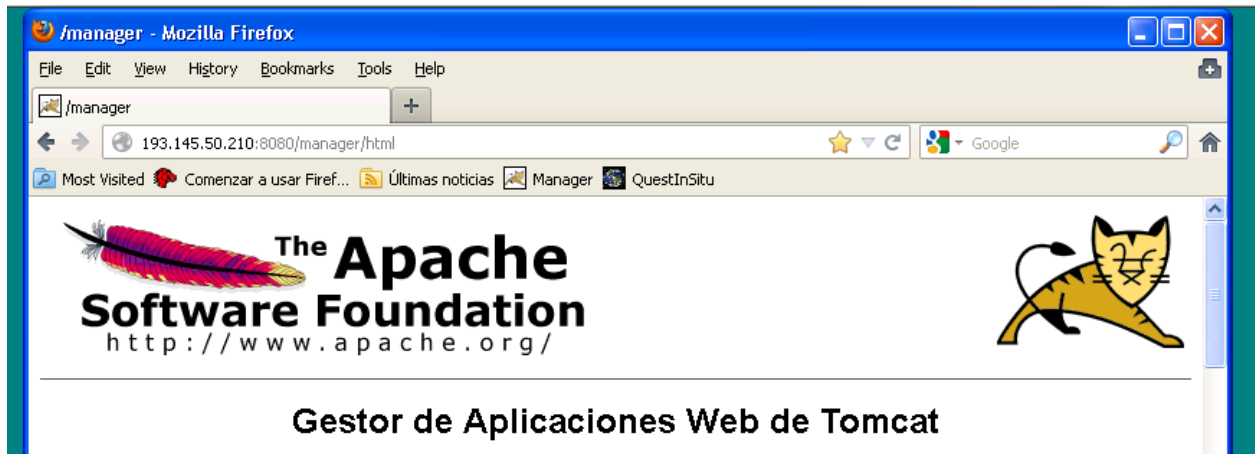 /manager - Mozilla Firefox
File Edit View History Bookmarks Tools Help
/manager
193.145.50.210:8080/manager/html Google
Most Visited Comenzar a usar Firef... Últimas noticias Manager QuestInSitu
The Apache
Software Foundation
http://www.apache.org/
Gestor de Aplicaciones Web de Tomcat